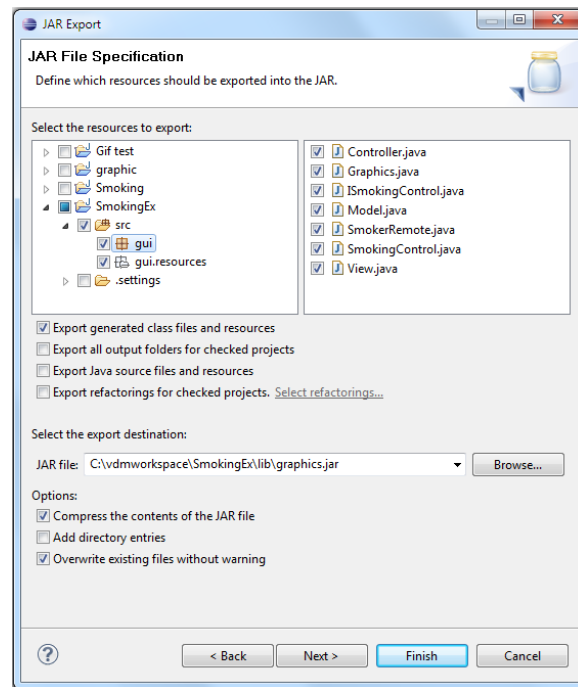 JAR Export
JAR File Specification
Define which resources should be exported into the JAR.
Select the resources to export:
Gif test
graphic
Smoking
SmokingEx
src
gui
gui.resources
.settings
Controller.java
Graphics.java
ISmokingControl.java
Model.java
SmokerRemote.java
SmokingControl.java
View.java
Export generated class files and resources
Export all output folders for checked projects
Export Java source files and resources
Export refactorings for checked projects. Select refactorings...
Select the export destination:
JAR file: C:\vdmworkspace\SmokingEx\lib\graphics.jar Browse...
Options:
Compress the contents of the JAR file
Add directory entries
Overwrite existing files without warning
? < Back Next > Finish Cancel